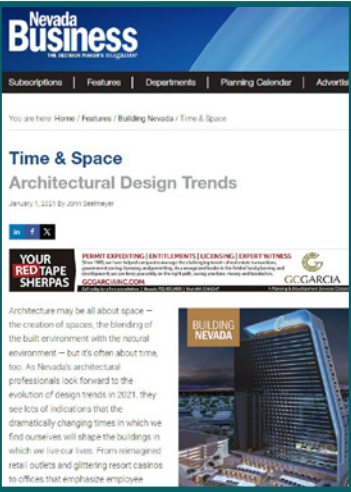 Nevada
Business
THE DECISION MAKER'S magazine
Subscriptions | Features | Departments | Planning Calendar | Advertis
You are here: Home / Features / Building Nevada / Time & Space
Time & Space
Architectural Design Trends
January 1, 2021 By John Seelmeyer
in f X
YOUR
RED TAPE
SHERPAS
PERMIT EXPEDITING | ENTITLEMENTS | LICENSING | EXPERT WITNESS
GCGARCIAINC.COM
GCGARCIA
Architecture may be all about space —
the creation of spaces, the blending of
the built environment with the natural
environment — but it's often about time,
too. As Nevada's architectural
professionals look forward to the
evolution of design trends in 2021, they
see lots of indications that the
dramatically changing times in which we
find ourselves will shape the buildings in
which we live our lives. From reimagined
retail outlets and glittering resort casinos
to offices that emphasize employee
BUILDING
NEVADA